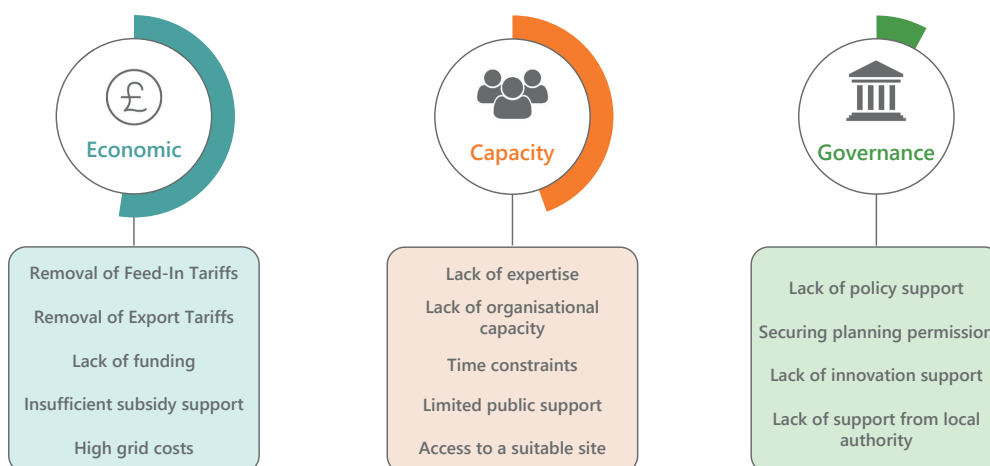 £
Economic
Removal of Feed-In Tariffs
Removal of Export Tariffs
Lack of funding
Insufficient subsidy support
High grid costs
Capacity
Lack of expertise
Lack of organisational
capacity
Time constraints
Limited public support
Access to a suitable site
Governance
Lack of policy support
Securing planning permission
Lack of innovation support
Lack of support from local
authority